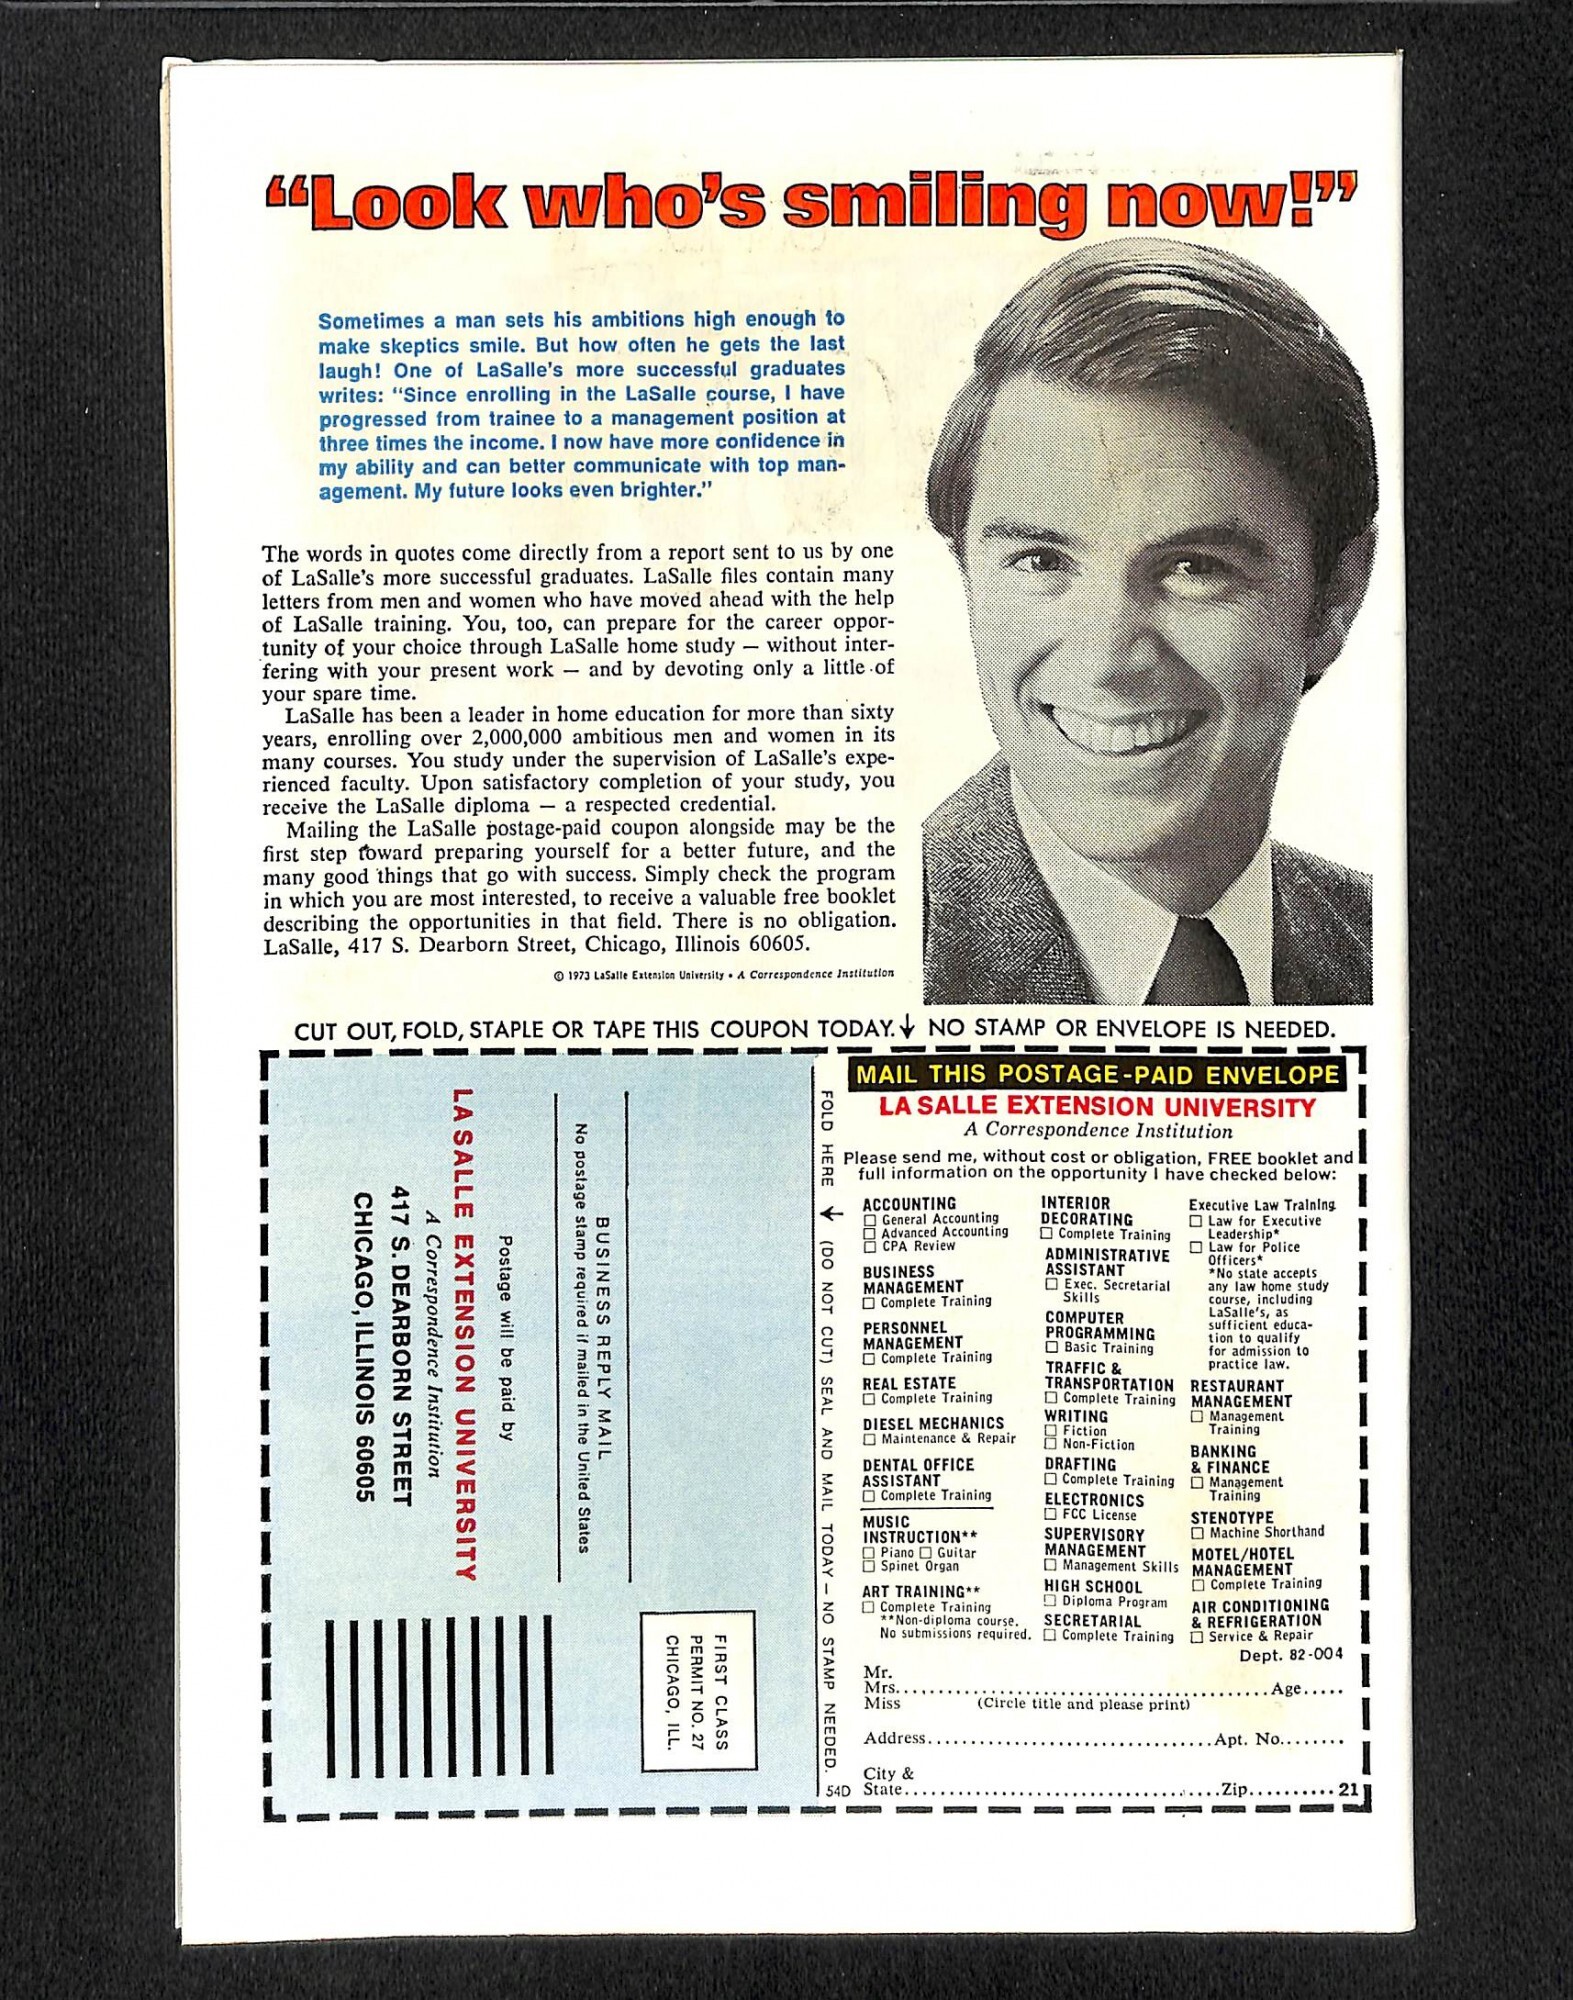 “Look who's smiling now!”
Sometimes a man sets his ambitions high enough to
make skeptics smile. But how often he gets the last
laugh! One of LaSalle's more successful graduates
writes: “Since enrolling in the LaSalle course, I have
progressed from trainee to a management position at
three times the income. I now have more confidence in
my ability and can better communicate with top man-
agement. My future looks even brighter.”
The words in quotes come directly from a report sent to us by one
of LaSalle's more successful graduates. LaSalle files contain many
letters from men and women who have moved ahead with the help
of LaSalle training. You, too, can prepare for the career oppor-
tunity of your choice through LaSalle home study — without inter-
fering with your present work — and by devoting only a little of
your spare time.
LaSalle has been a leader in home education for more than sixty
years, enrolling over 2,000,000 ambitious men and women in its
many courses. You study under the supervision of LaSalle's expe-
rienced faculty. Upon satisfactory completion of your study, you
receive the LaSalle diploma — a respected credential.
Mailing the LaSalle postage-paid coupon alongside may be the
first step toward preparing yourself for a better future, and the
many good things that go with success. Simply check the program
in which you are most interested, to receive a valuable free booklet
describing the opportunities in that field. There is no obligation.
LaSalle, 417 S. Dearborn Street, Chicago, Illinois 60605.
© 1973 LaSalle Extension University • A Correspondence Institution
CUT OUT, FOLD, STAPLE OR TAPE THIS COUPON TODAY.↓ NO STAMP OR ENVELOPE IS NEEDED.
FIRST CLASS
PERMIT NO. 27
CHICAGO, ILL.
BUSINESS REPLY MAIL
No postage stamp required if mailed in the United States
Postage will be paid by
LA SALLE EXTENSION UNIVERSITY
A Correspondence Institution
417 S. DEARBORN STREET
CHICAGO, ILLINOIS 60605
FOLD HERE → (DO NOT CUT) SEAL AND MAIL TODAY — NO STAMP NEEDED.
MAIL THIS POSTAGE-PAID ENVELOPE
LA SALLE EXTENSION UNIVERSITY
A Correspondence Institution
Please send me, without cost or obligation, FREE booklet and
full information on the opportunity I have checked below:
ACCOUNTING
☐ General Accounting
☐ Advanced Accounting
☐ CPA Review
BUSINESS
MANAGEMENT
☐ Complete Training
PERSONNEL
MANAGEMENT
☐ Complete Training
REAL ESTATE
☐ Complete Training
DIESEL MECHANICS
☐ Maintenance & Repair
DENTAL OFFICE
ASSISTANT
☐ Complete Training
MUSIC
INSTRUCTION**
☐ Piano ☐ Guitar
☐ Spinet Organ
ART TRAINING**
☐ Complete Training
**Non-diploma course.
No submissions required.
INTERIOR
DECORATING
☐ Complete Training
ADMINISTRATIVE
ASSISTANT
☐ Exec. Secretarial
Skills
COMPUTER
PROGRAMMING
☐ Basic Training
TRAFFIC &
TRANSPORTATION
☐ Complete Training
WRITING
☐ Fiction
☐ Non-Fiction
DRAFTING
☐ Complete Training
ELECTRONICS
☐ FCC License
SUPERVISORY
MANAGEMENT
☐ Management Skills
HIGH SCHOOL
☐ Diploma Program
SECRETARIAL
☐ Complete Training
Executive Law Training
☐ Law for Executive
Leadership*
☐ Law for Police
Officers*
*No state accepts
any law home study
course, including
LaSalle's, as
sufficient educa-
tion to qualify
for admission to
practice law.
RESTAURANT
MANAGEMENT
☐ Management
Training
BANKING
& FINANCE
☐ Management
Training
STENOTYPE
☐ Machine Shorthand
MOTEL/HOTEL
MANAGEMENT
☐ Complete Training
AIR CONDITIONING
& REFRIGERATION
☐ Service & Repair
Dept. 82-004
Mr.
Mrs........................................Age.....
Miss (Circle title and please print)
Address..............................Apt. No........
City &
54D State..................................Zip.......... 21